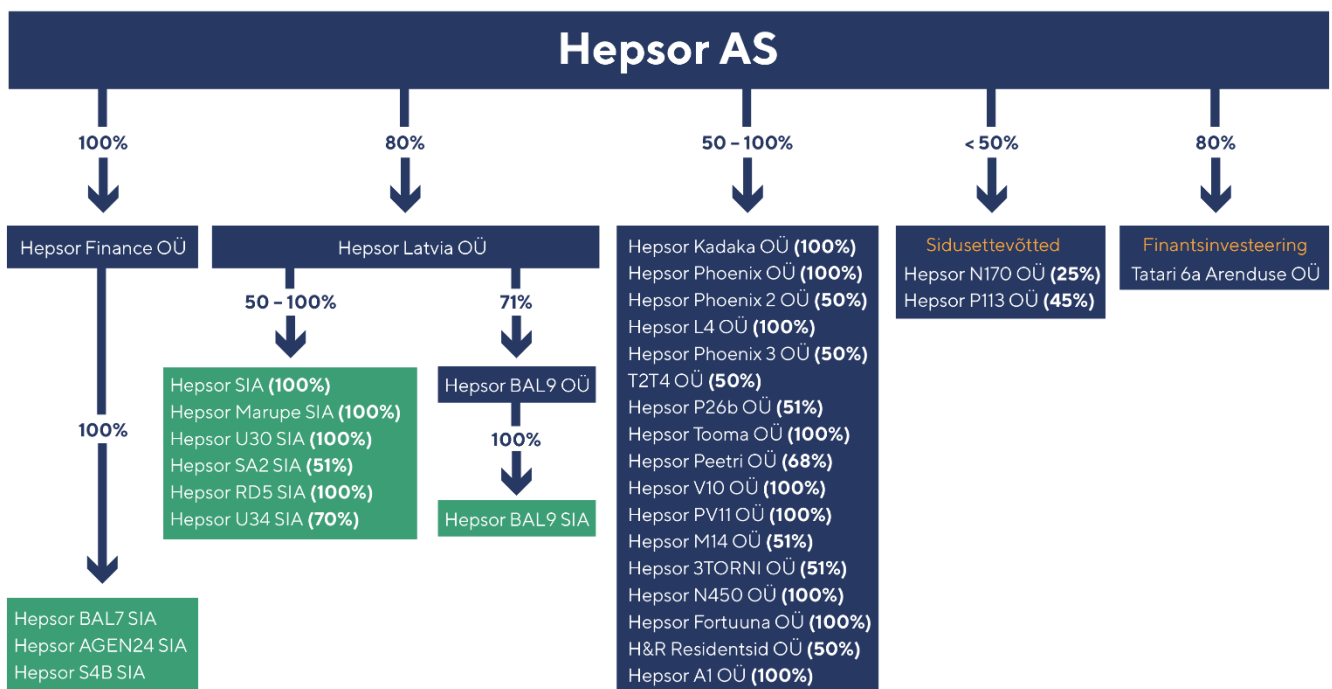 Hepsor AS
100%
80%
50 – 100%
< 50%
80%
Hepsor Finance OÜ
100%
Hepsor BAL7 SIA
Hepsor AGEN24 SIA
Hepsor S4B SIA
Hepsor Latvia OÜ
50 – 100%
Hepsor SIA (100%)
Hepsor Marupe SIA (100%)
Hepsor U30 SIA (100%)
Hepsor SA2 SIA (51%)
Hepsor RD5 SIA (100%)
Hepsor U34 SIA (70%)
71%
Hepsor BAL9 OÜ
100%
Hepsor BAL9 SIA
Hepsor Kadaka OÜ (100%)
Hepsor Phoenix OÜ (100%)
Hepsor Phoenix 2 OÜ (50%)
Hepsor L4 OÜ (100%)
Hepsor Phoenix 3 OÜ (50%)
T2T4 OÜ (50%)
Hepsor P26b OÜ (51%)
Hepsor Tooma OÜ (100%)
Hepsor Peetri OÜ (68%)
Hepsor V10 OÜ (100%)
Hepsor PV11 OÜ (100%)
Hepsor M14 OÜ (51%)
Hepsor 3TORNI OÜ (51%)
Hepsor N450 OÜ (100%)
Hepsor Fortuuna OÜ (100%)
H&R Residentsid OÜ (50%)
Hepsor A1 OÜ (100%)
Sidusettevõtted
Hepsor N170 OÜ (25%)
Hepsor P113 OÜ (45%)
Finantsinvesteering
Tatari 6a Arenduse OÜ